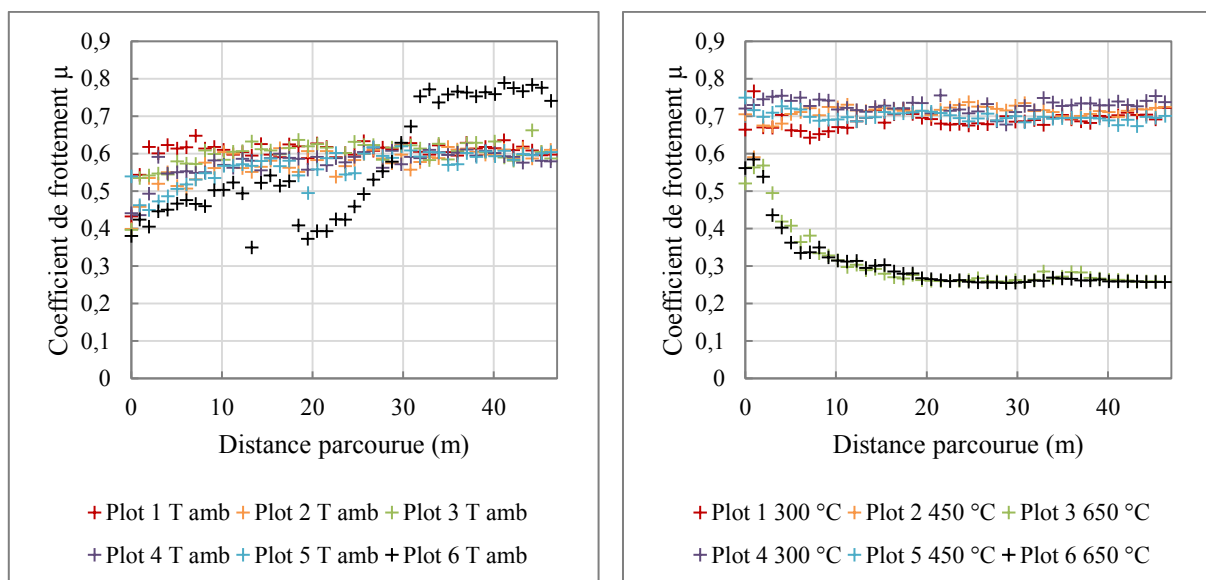 Coefficient de frottement µ
0,9
0,8
0,7
0,6
0,5
0,4
0,3
0,2
0,1
0
0 10 20 30 40
Distance parcourue (m)
Plot 1 T amb Plot 2 T amb Plot 3 T amb
Plot 4 T amb Plot 5 T amb Plot 6 T amb
Coefficient de frottement µ
0,9
0,8
0,7
0,6
0,5
0,4
0,3
0,2
0,1
0
0 10 20 30 40
Distance parcourue (m)
Plot 1 300 °C Plot 2 450 °C Plot 3 650 °C
Plot 4 300 °C Plot 5 450 °C Plot 6 650 °C